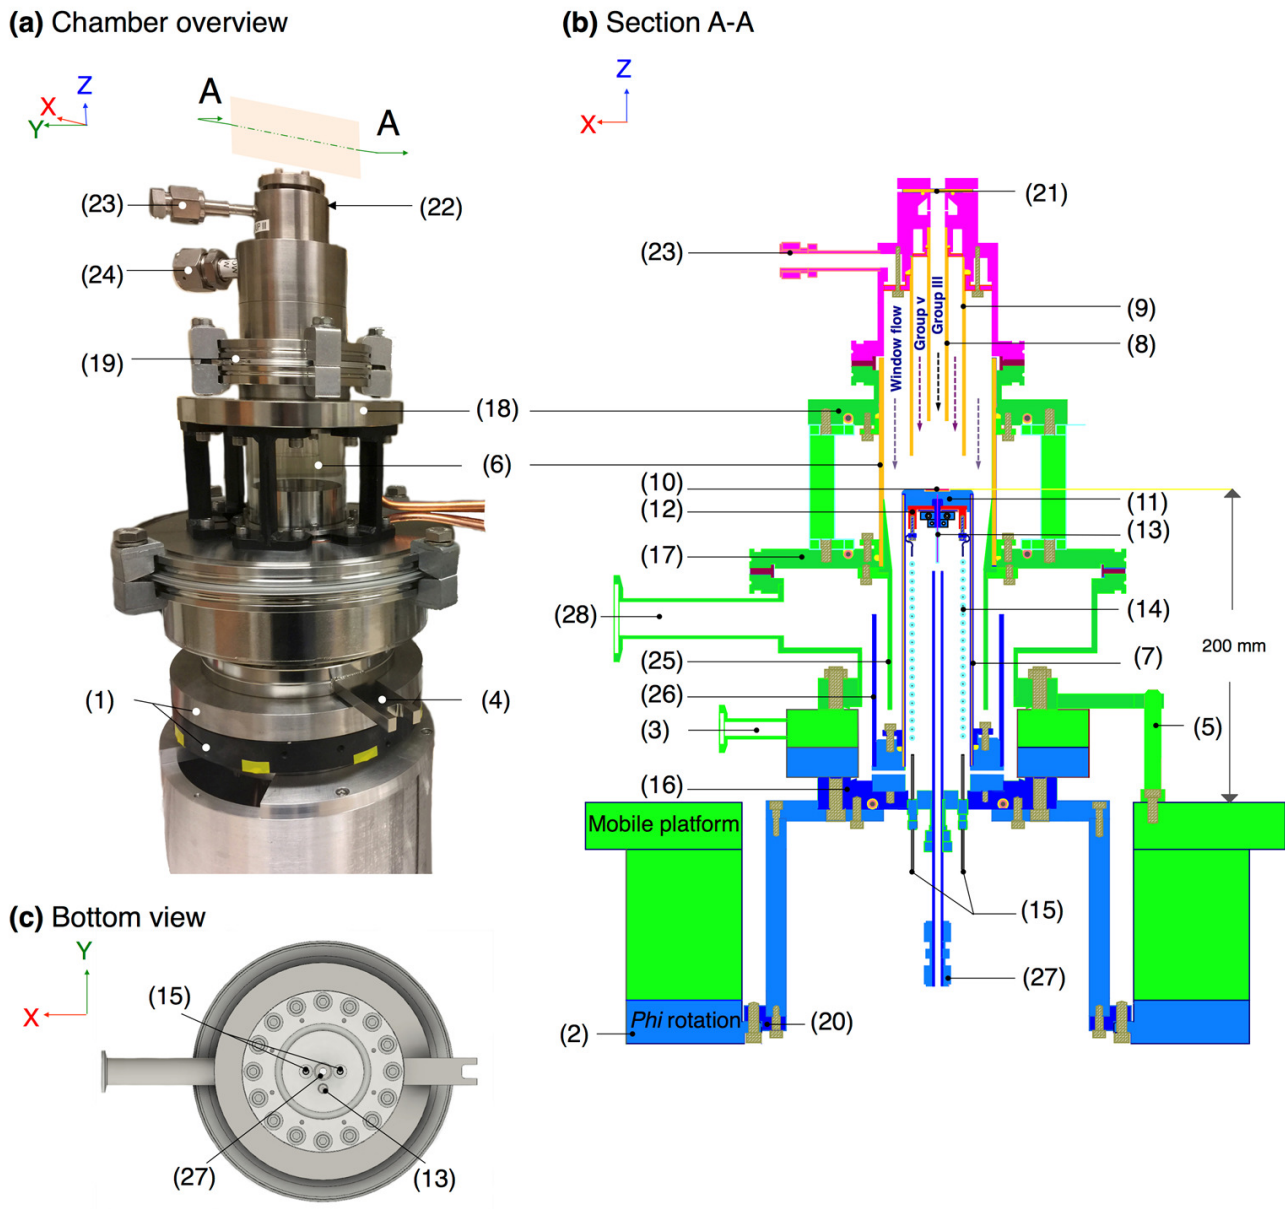 (a) Chamber overview
Z
X
Y
A
A
(23)
(22)
(24)
(19)
(18)
(6)
(1)
(4)
(b) Section A-A
Z
X
(21)
(23)
Window flow
Group v
Group III
(9)
(8)
(10)
(11)
(12)
(13)
(17)
(14)
(28)
200 mm
(25)
(7)
(26)
(3)
(5)
(16)
Mobile platform
(15)
(27)
Phi rotation
(2)
(20)
(c) Bottom view
Y
X
(15)
(27)
(13)